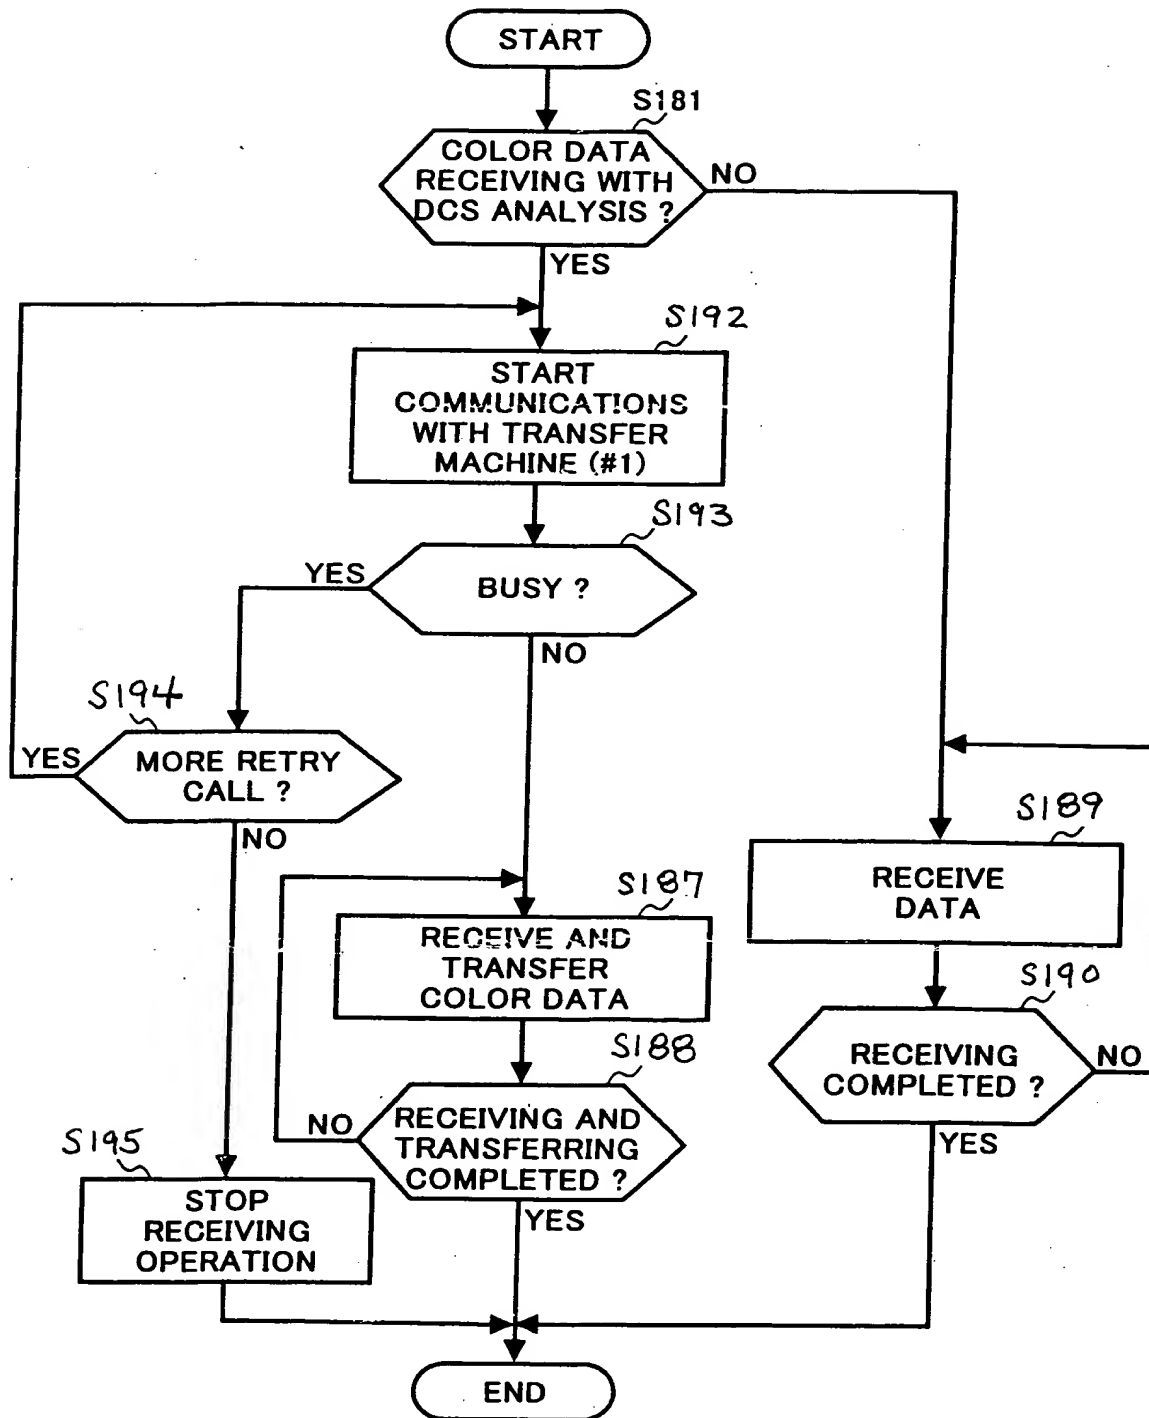 START
S181
COLOR DATA
RECEIVING WITH
DCS ANALYSIS ?
NO
YES
S192
START
COMMUNICATIONS
WITH TRANSFER
MACHINE (#1)
S193
YES
BUSY ?
NO
S194
YES
MORE RETRY
CALL ?
NO
S189
RECEIVE
DATA
S187
RECEIVE AND
TRANSFER
COLOR DATA
S190
RECEIVING
COMPLETED ?
NO
YES
S188
NO
RECEIVING AND
TRANSFERRING
COMPLETED ?
YES
S195
STOP
RECEIVING
OPERATION
END